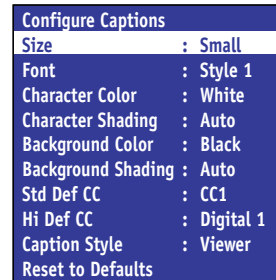 Configure Captions
Size : Small
Font : Style 1
Character Color : White
Character Shading : Auto
Background Color : Black
Background Shading : Auto
Std Def CC : CC1
Hi Def CC : Digital 1
Caption Style : Viewer
Reset to Defaults